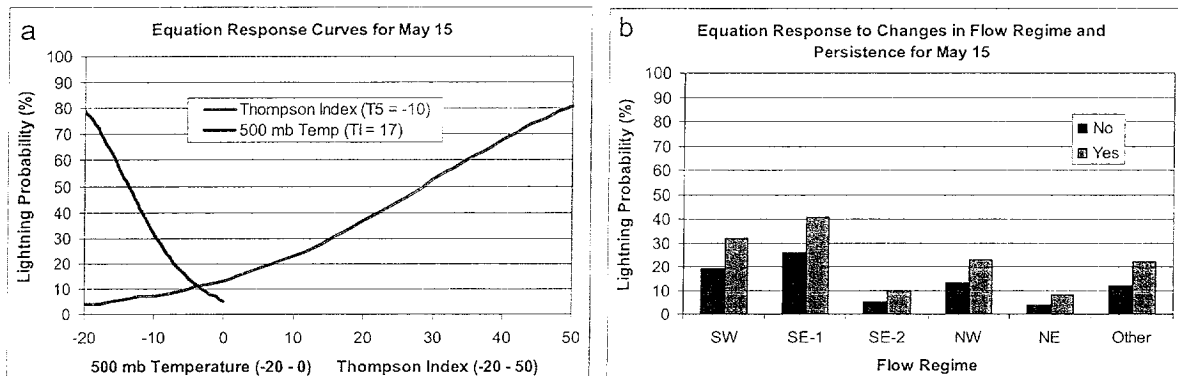 a
Equation Response Curves for May 15
Lightning Probability (%)
100
90
80
70
60
50
40
30
20
10
0
Thompson Index (T5 = -10)
500 mb Temp (TI = 17)
-20 -10 0 10 20 30 40 50
500 mb Temperature (-20 - 0) Thompson Index (-20 - 50)
b
Equation Response to Changes in Flow Regime and
Persistence for May 15
Lightning Probability (%)
100
90
80
70
60
50
40
30
20
10
0
No
Yes
SW SE-1 SE-2 NW NE Other
Flow Regime